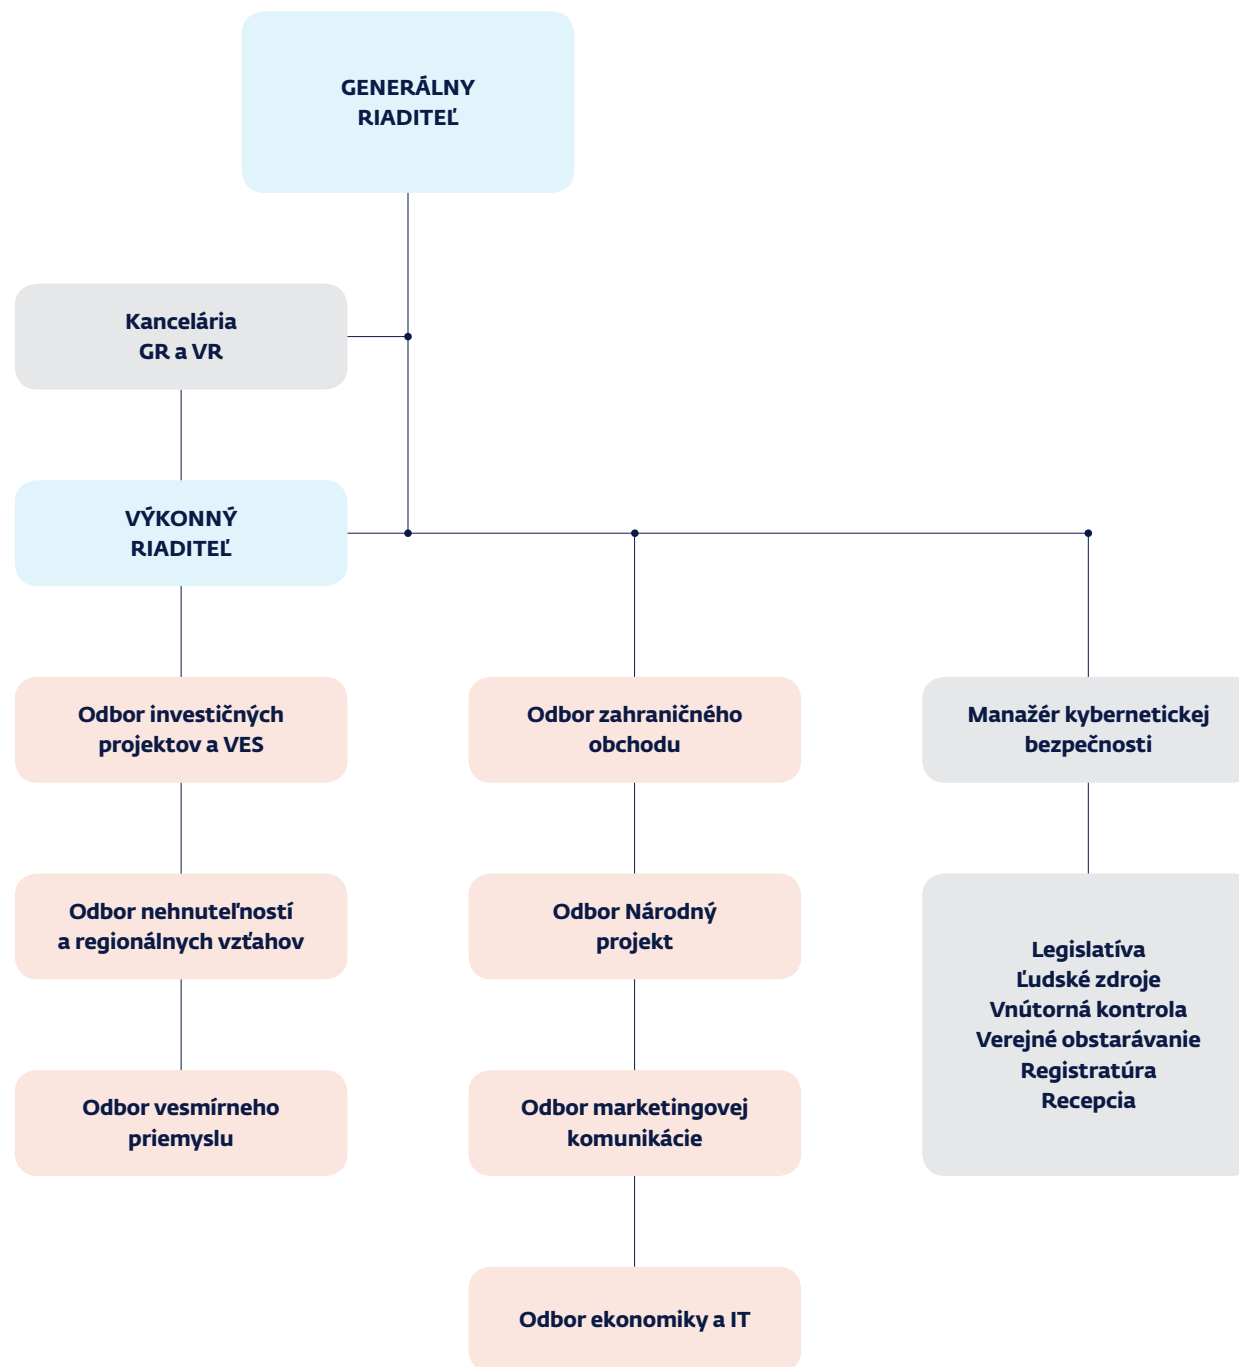 GENERÁLNY
RIADITEĽ
Kancelária
GR a VR
VÝKONNÝ
RIADITEĽ
Odbor investičných
projektov a VES
Odbor zahraničného
obchodu
Manažér kybernetickej
bezpečnosti
Odbor nehnuteľností
a regionálnych vzťahov
Odbor Národný
projekt
Legislatíva
Ľudské zdroje
Vnútorná kontrola
Verejné obstarávanie
Registratúra
Recepcia
Odbor vesmírneho
priemyslu
Odbor marketingovej
komunikácie
Odbor ekonomiky a IT